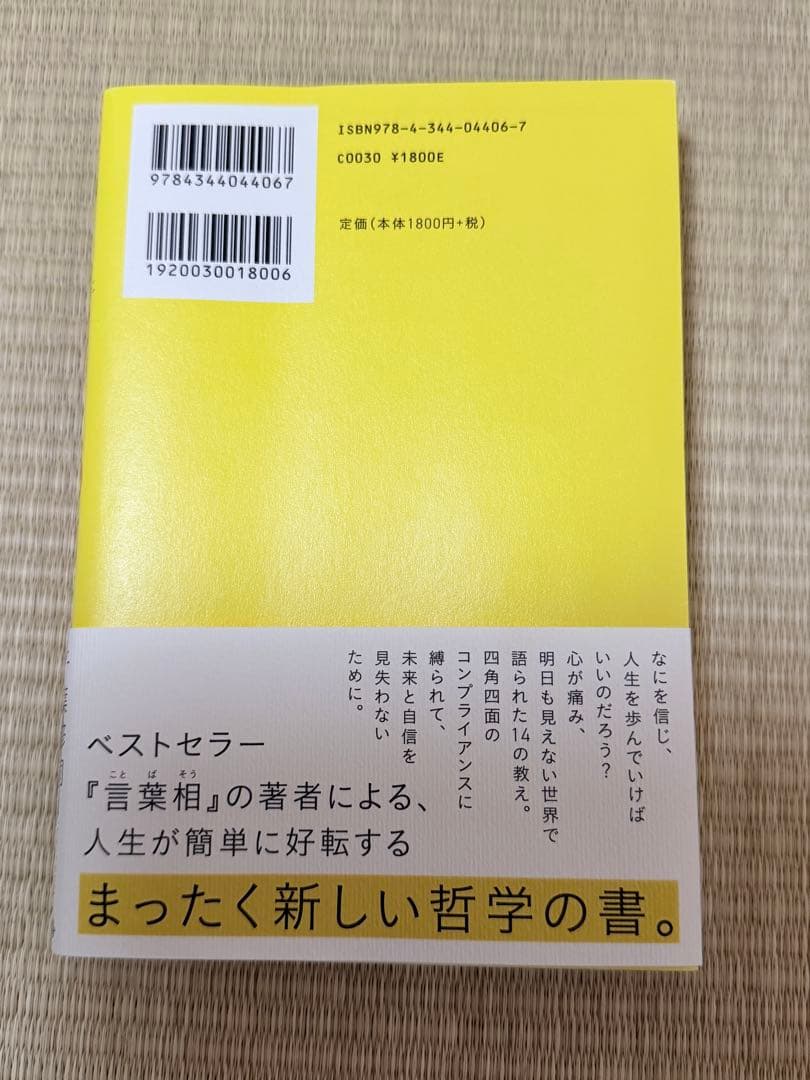 9784344044067
1920030018006
ISBN978-4-344-04406-7
C0030 ¥1800E
定価(本体1800円+税)
なにを信じ、
人生を歩んでいけば
いいのだろう?
心が痛み、
明日も見えない世界で
語られた14の教え。
四角四面の
コンプライアンスに
縛られて、
未来と自信を
見失わない
ために。
ベストセラー
ことばそう
『言葉相』の著者による、
人生が簡単に好転する
まったく新しい哲学の書。